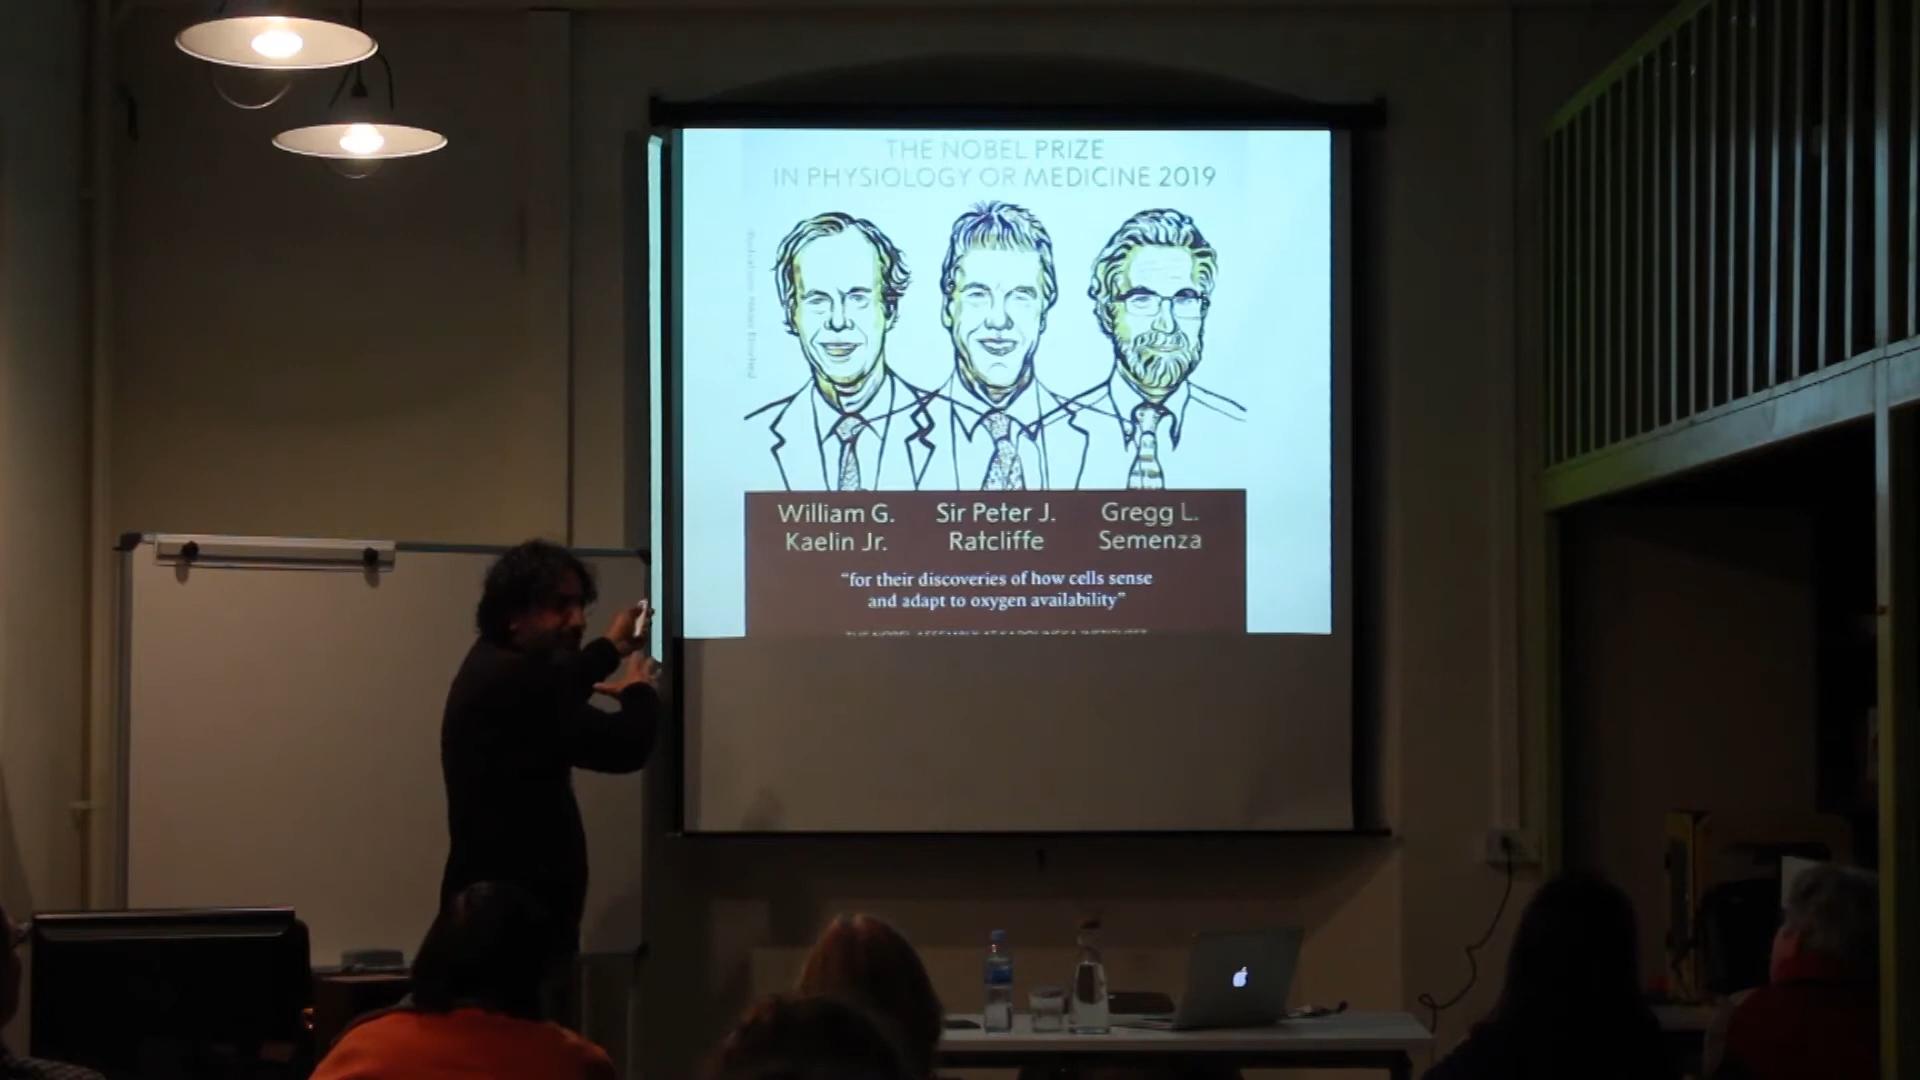 THE NOBEL PRIZE
IN PHYSIOLOGY OR MEDICINE 2019
William G.
Kaelin Jr.
Sir Peter J.
Ratcliffe
Gregg L.
Semenza
“for their discoveries of how cells sense
and adapt to oxygen availability”